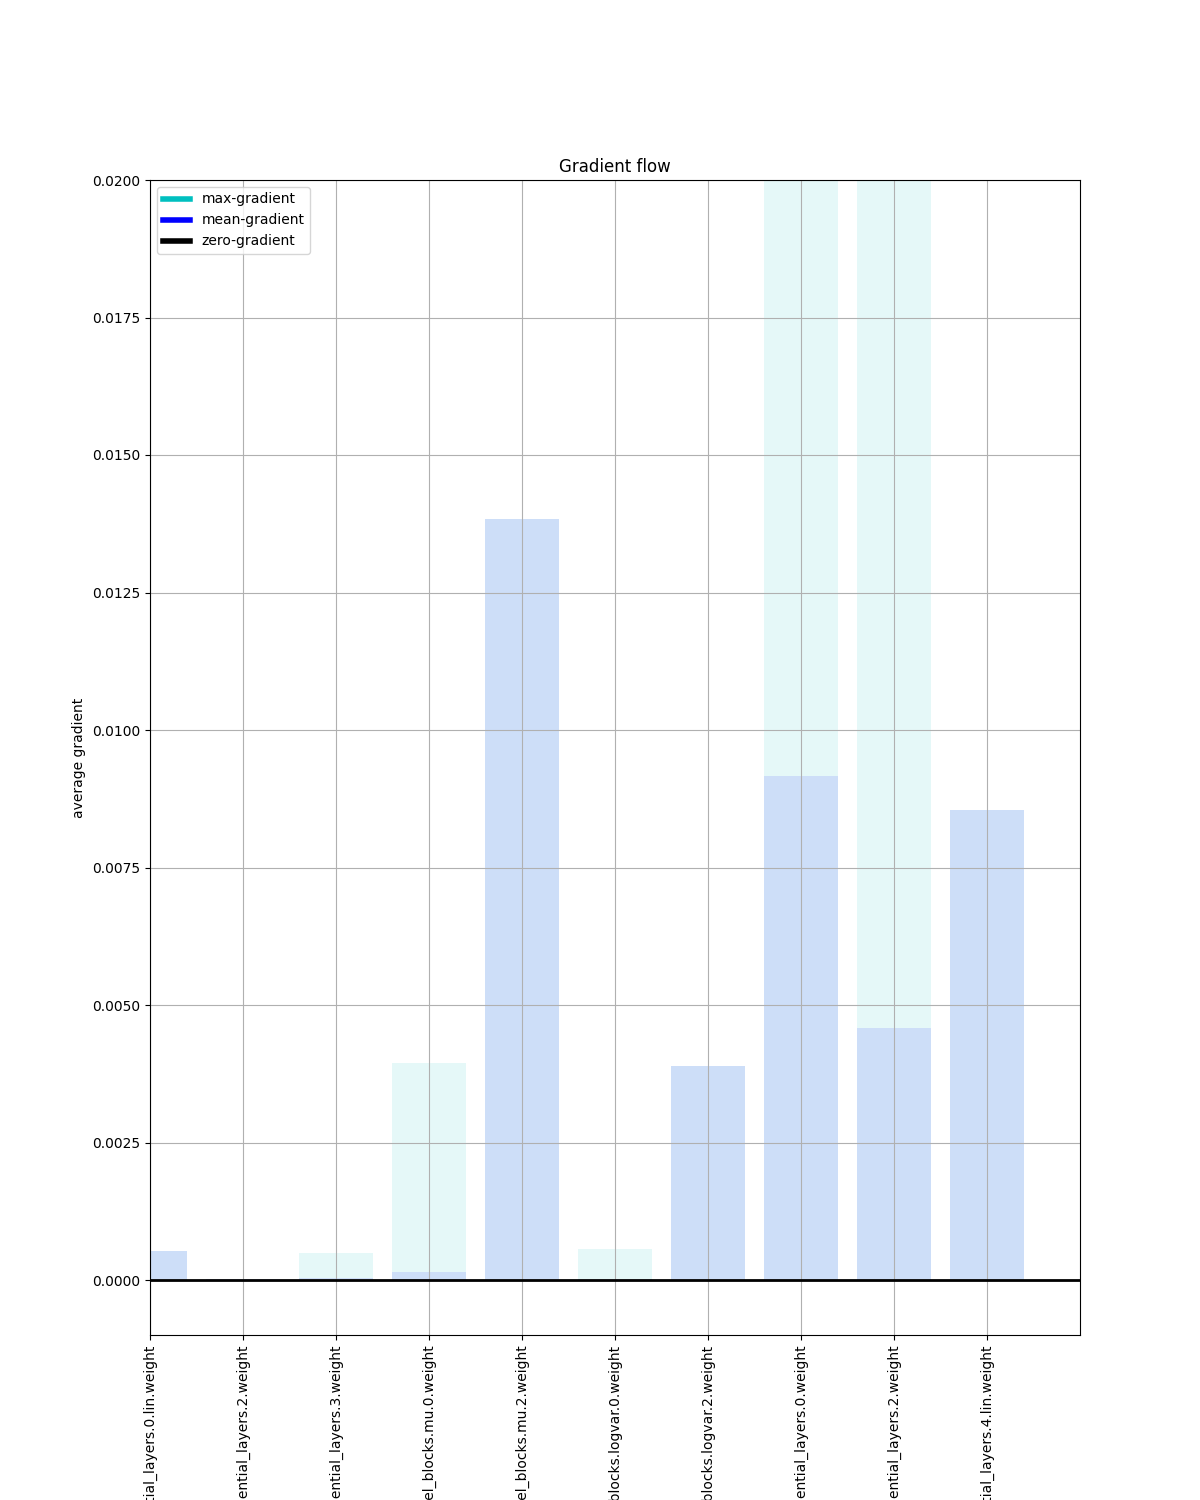 Gradient flow
max-gradient
mean-gradient
zero-gradient
0.0200
0.0175
0.0150
0.0125
0.0100
0.0075
0.0050
0.0025
0.0000
average gradient
tial_layers.0.lin.weight
ential_layers.2.weight
ential_layers.3.weight
el_blocks.mu.0.weight
el_blocks.mu.2.weight
blocks.logvar.0.weight
blocks.logvar.2.weight
ential_layers.0.weight
ential_layers.2.weight
tial_layers.4.lin.weight